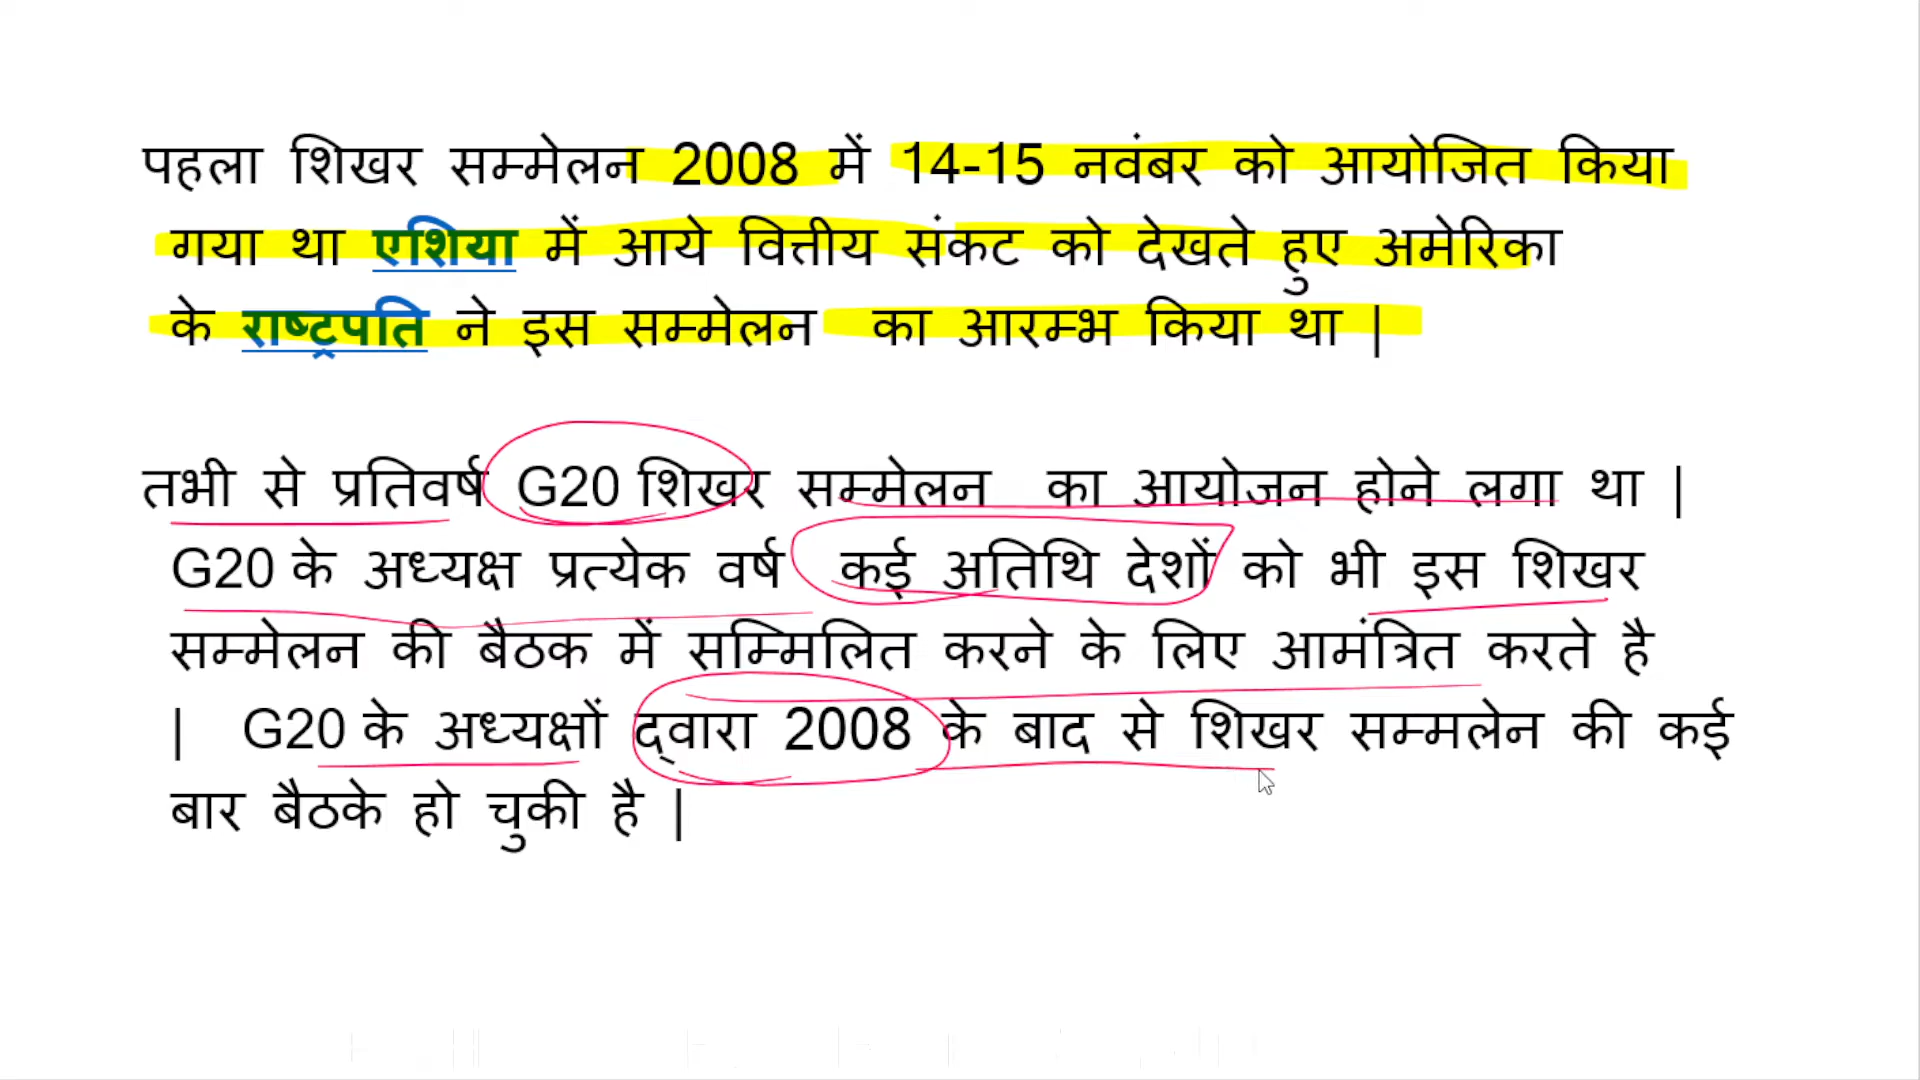 पहला शिखर सम्मेलन 2008 में 14-15 नवंबर को आयोजित किया
गया था एशिया में आये वित्तीय संकट को देखते हुए अमेरिका
के राष्ट्रपति ने इस सम्मेलन का आरम्भ किया था |
तभी से प्रतिवर्ष G20 शिखर सम्मेलन का आयोजन होने लगा था |
G20 के अध्यक्ष प्रत्येक वर्ष कई अतिथि देशों को भी इस शिखर
सम्मेलन की बैठक में सम्मिलित करने के लिए आमंत्रित करते है
| G20 के अध्यक्षों द्वारा 2008 के बाद से शिखर सम्मलेन की कई
बार बैठके हो चुकी है |